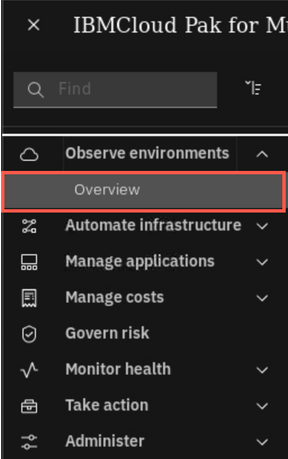 IBMCloud Pak for
Find
Observe environments
Overview
Automate infrastructure
Manage applications
Manage costs
Govern risk
Monitor health
Take action
Administer